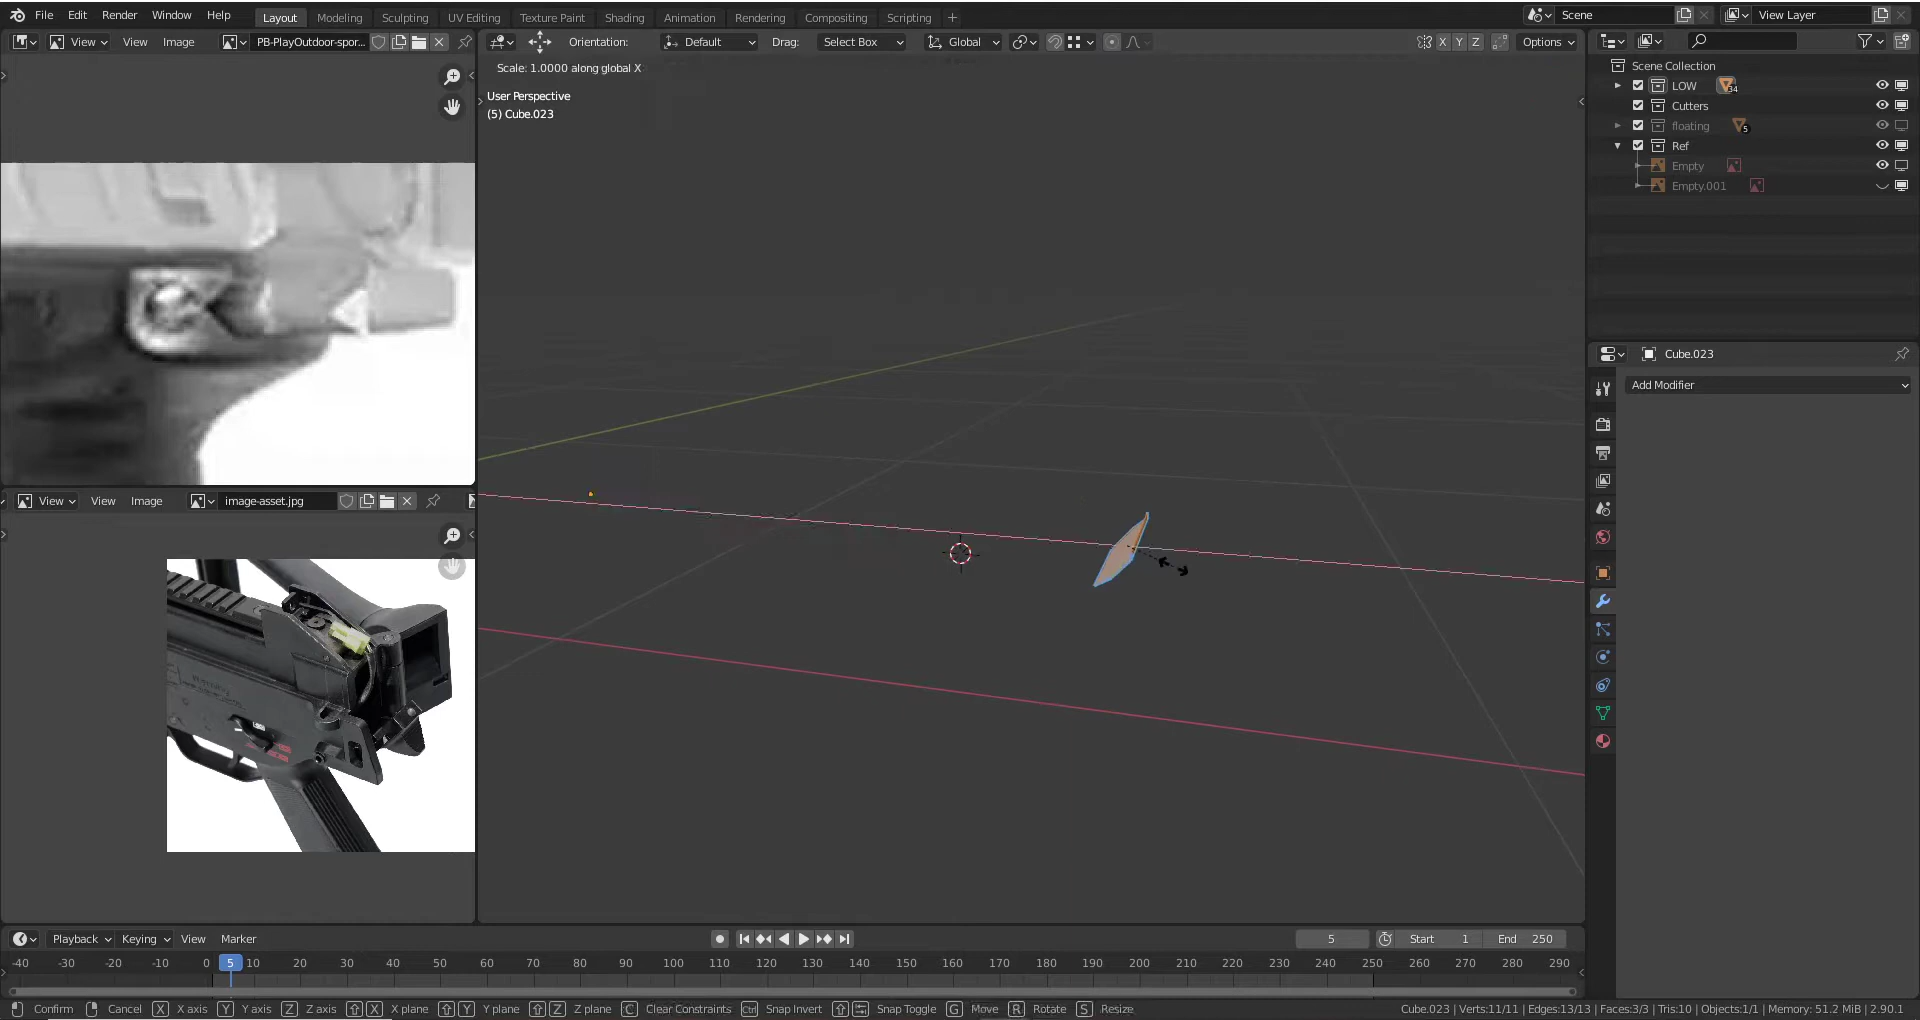 File Edit Render Window Help Layout Modeling Sculpting UV Editing Texture Paint Shading Animation Rendering Compositing Scripting + Scene View Layer
View View Image PB-PlayOutdoor-spor... Orientation: Default Drag: Select Box Global X Y Z Options
Scale: 1.0000 along global X
User Perspective
(5) Cube.023
Scene Collection
LOW 34
Cutters
floating 5
Ref
Empty
Empty.001
Cube.023
Add Modifier
View View Image image-asset.jpg
Playback Keying View Marker 5 Start 1 End 250
-40 -30 -20 -10 0 5 10 20 30 40 50 60 70 80 90 100 110 120 130 140 150 160 170 180 190 200 210 220 230 240 250 260 270 280 290
Confirm Cancel X X axis Y Y axis Z Z axis X X plane Y Y plane Z Z plane C Clear Constraints Ctrl Snap Invert Snap Toggle G Move R Rotate S Resize Cube.023 | Verts:11/11 | Edges:13/13 | Faces:3/3 | Tris:10 | Objects:1/1 | Memory: 51.2 MiB | 2.90.1